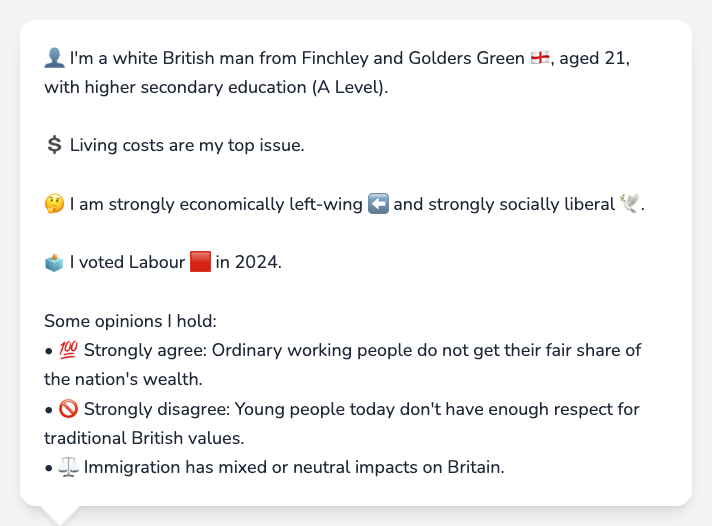 👤 I'm a white British man from Finchley and Golders Green 🏴󠁧󠁢󠁥󠁮󠁧󠁿, aged 21,
with higher secondary education (A Level).
💲 Living costs are my top issue.
🤔 I am strongly economically left-wing ⬅️ and strongly socially liberal 🕊️.
🗳️ I voted Labour 🟥 in 2024.
Some opinions I hold:
• 💯 Strongly agree: Ordinary working people do not get their fair share of
the nation's wealth.
• 🚫 Strongly disagree: Young people today don't have enough respect for
traditional British values.
• ⚖️ Immigration has mixed or neutral impacts on Britain.